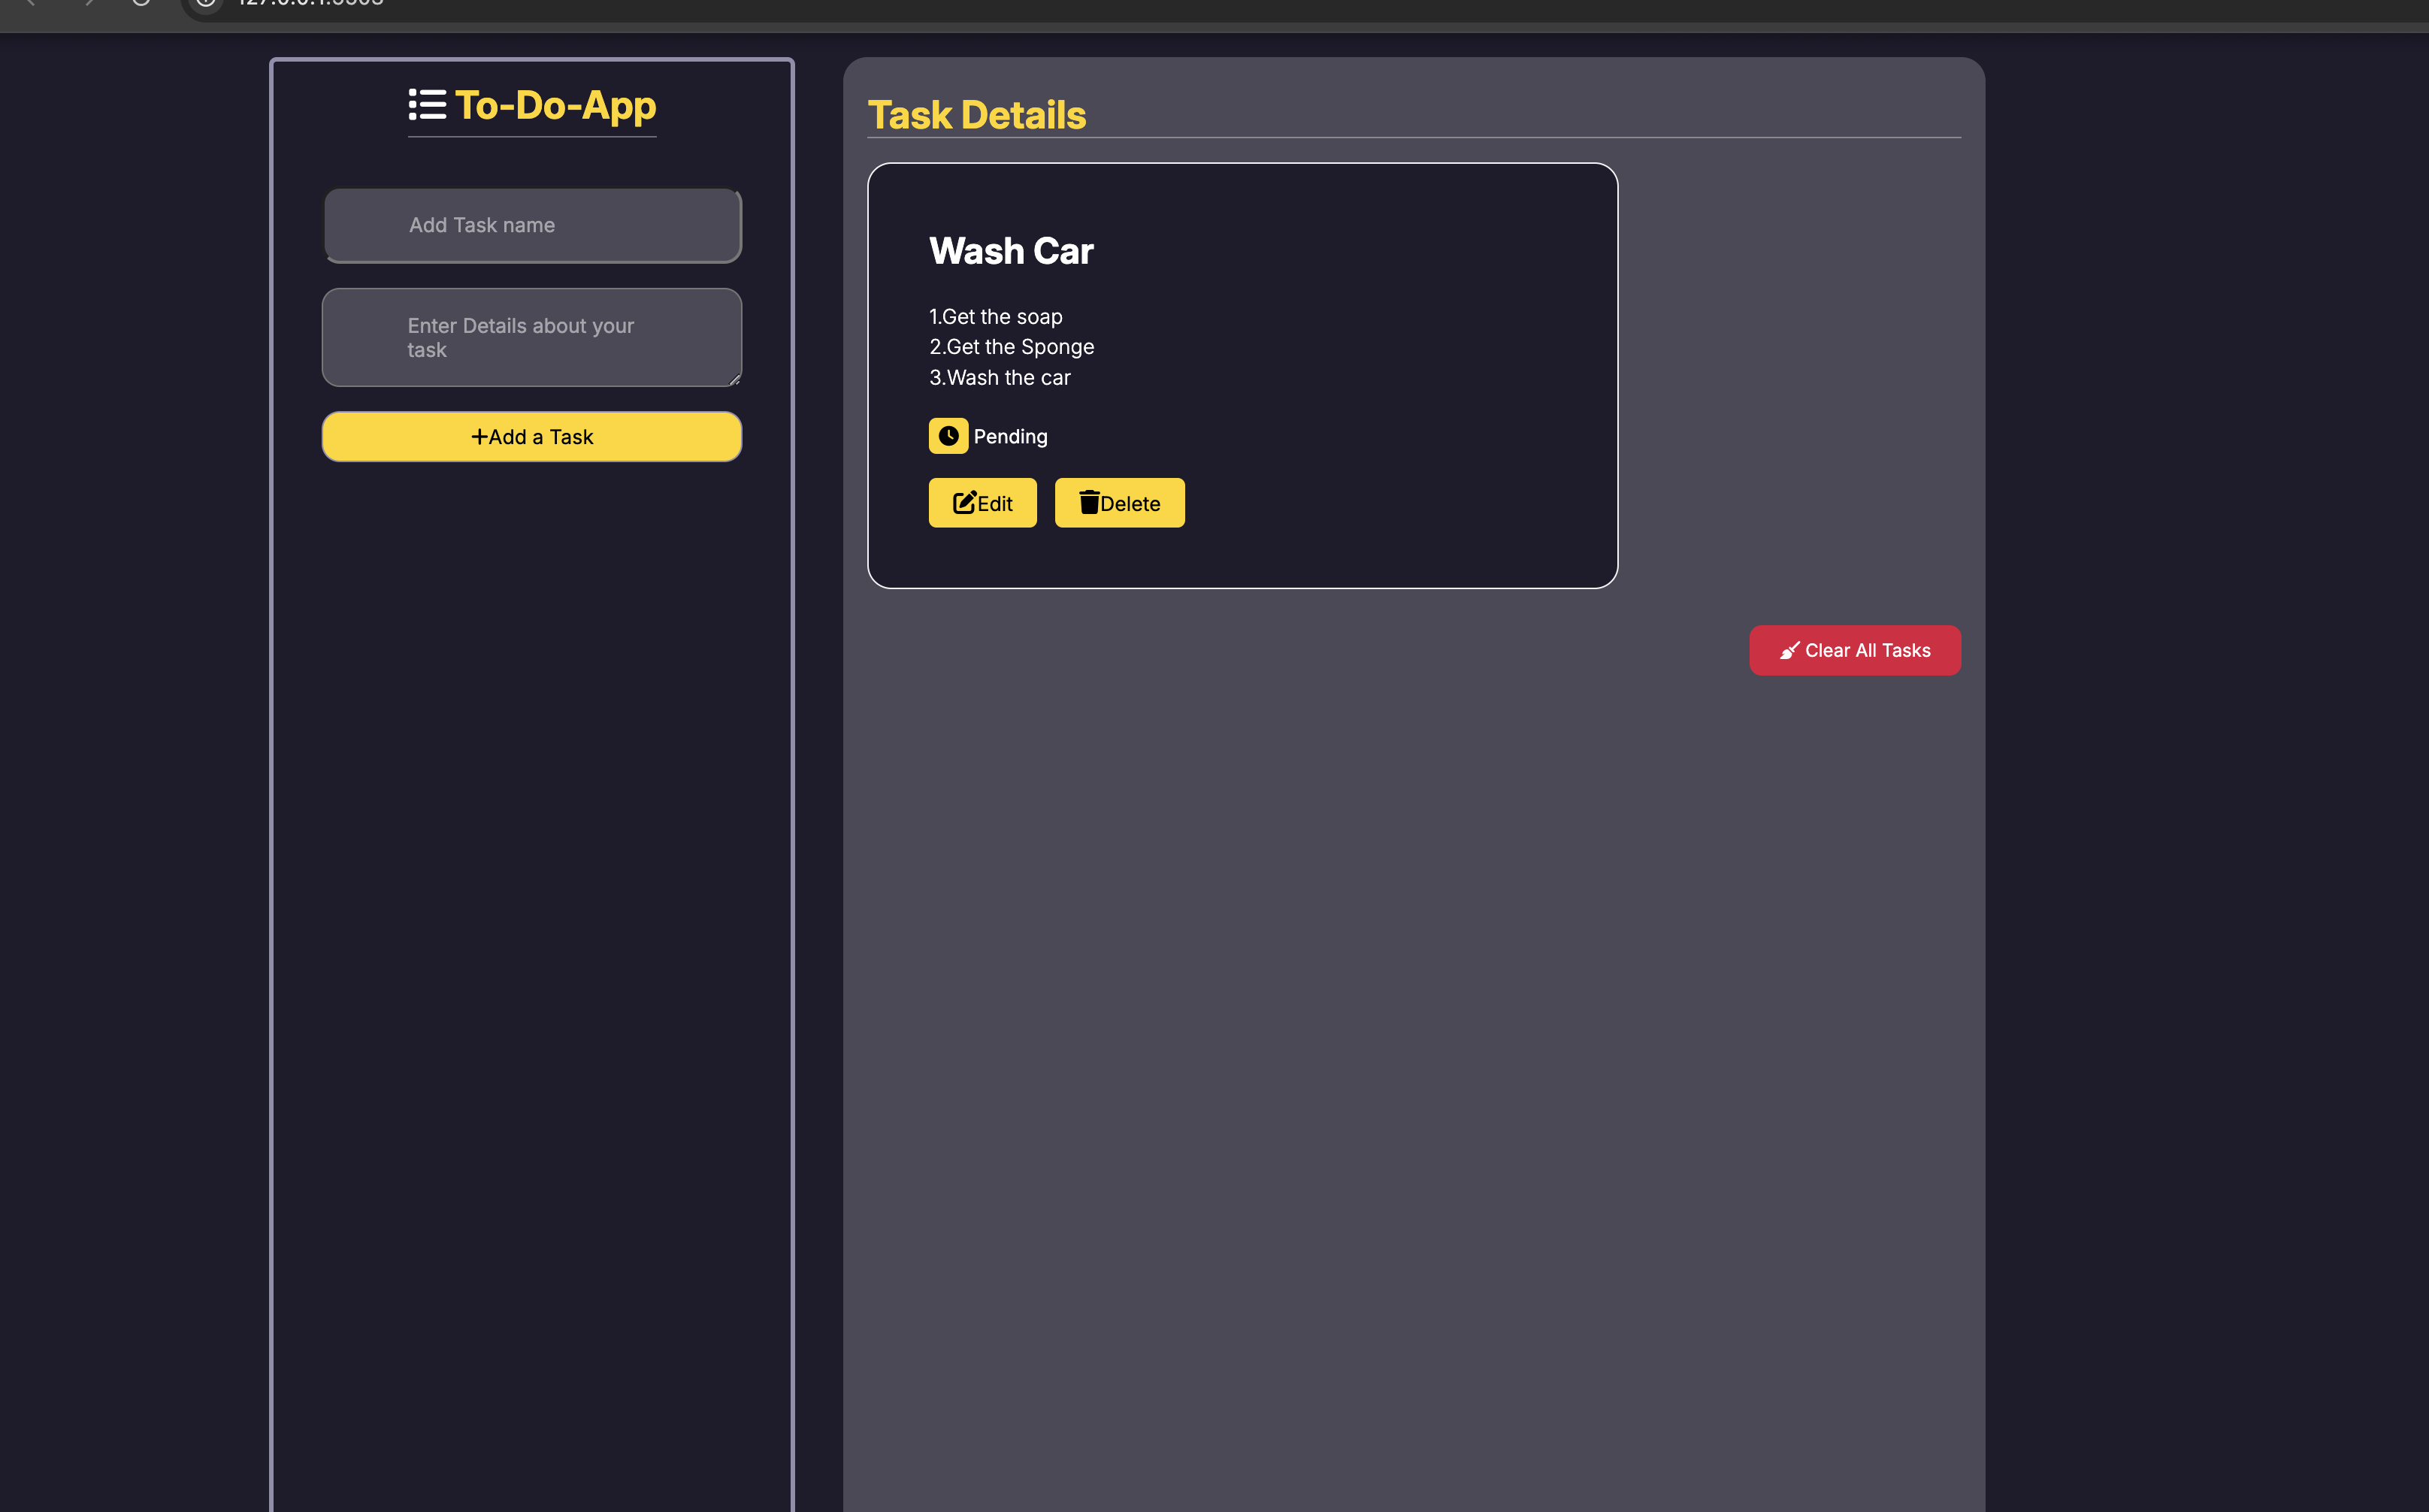 To-Do-App
Add Task name
Enter Details about your
task
+Add a Task
Task Details
Wash Car
1.Get the soap
2.Get the Sponge
3.Wash the car
Pending
Edit
Delete
Clear All Tasks